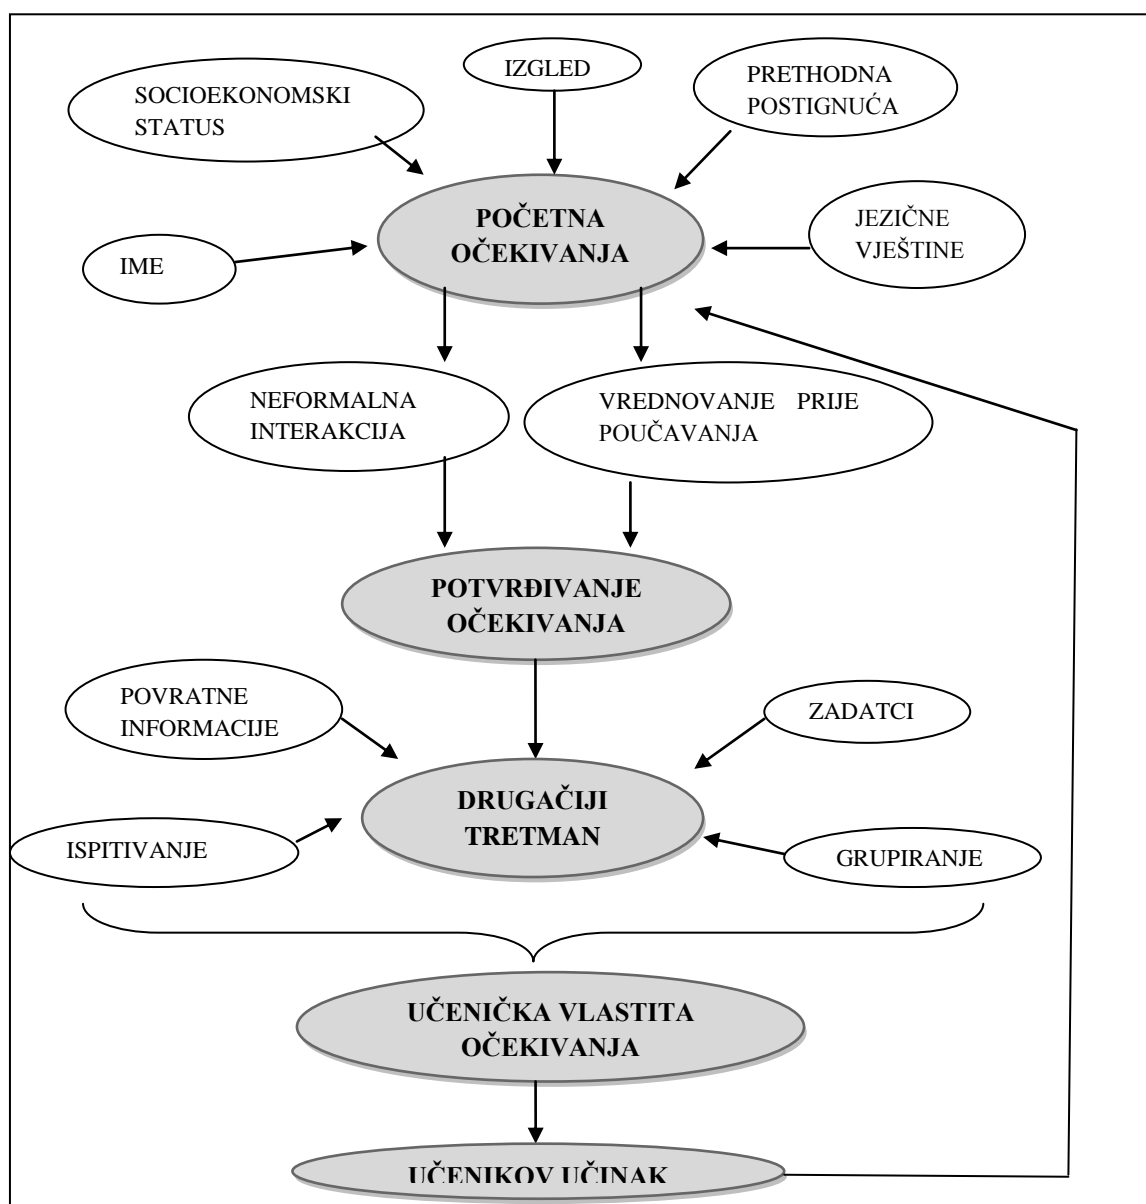 IZGLED
PRETHODNA
POSTIGNUĆA
SOCIOEKONOMSKI
STATUS
POČETNA
OČEKIVANJA
JEZIČNE
VJEŠTINE
IME
NEFORMALNA
INTERAKCIJA
VREDNOVANJE PRIJE
POUČAVANJA
POTVRĐIVANJE
OČEKIVANJA
POVRATNE
INFORMACIJE
ZADATCI
DRUGAČIJI
TRETMAN
ISPITIVANJE
GRUPIRANJE
UČENIČKA VLASTITA
OČEKIVANJA
UČENIKOV UČINAK